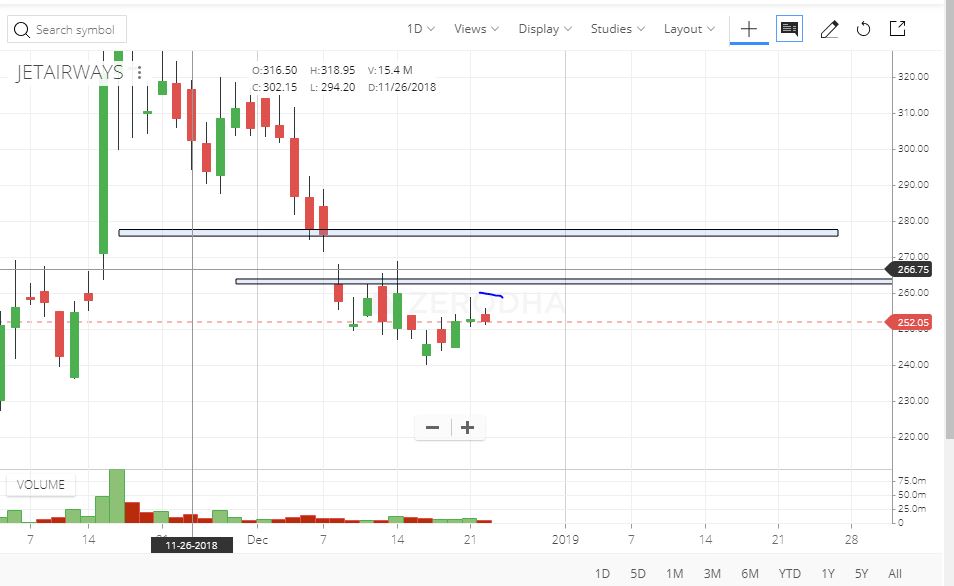 Search symbol 1D Views Display Studies Layout
JETAIRWAYS O:316.50 H:318.95 V:15.4 M
C:302.15 L: 294.20 D:11/26/2018
320.00
310.00
300.00
290.00
280.00
270.00
266.75
260.00
ZERODHA
252.05
250.00
240.00
230.00
220.00
VOLUME
75.0m
50.0m
25.0m
0
7 14 21 Dec 7 14 21 2019 7 14 21 28
11-26-2018
1D 5D 1M 3M 6M YTD 1Y 5Y All